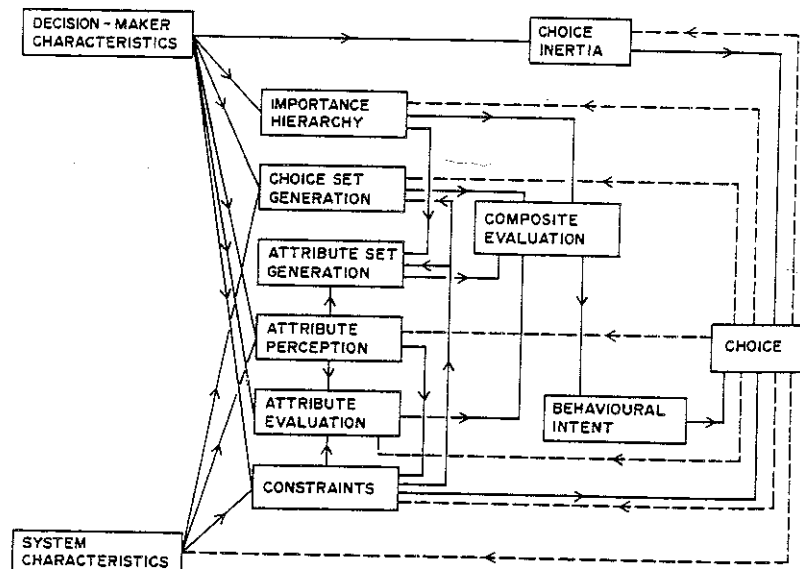 DECISION-MAKER
CHARACTERISTICS
CHOICE
INERTIA
IMPORTANCE
HIERARCHY
CHOICE SET
GENERATION
COMPOSITE
EVALUATION
ATTRIBUTE SET
GENERATION
ATTRIBUTE
PERCEPTION
CHOICE
ATTRIBUTE
EVALUATION
BEHAVIOURAL
INTENT
CONSTRAINTS
SYSTEM
CHARACTERISTICS